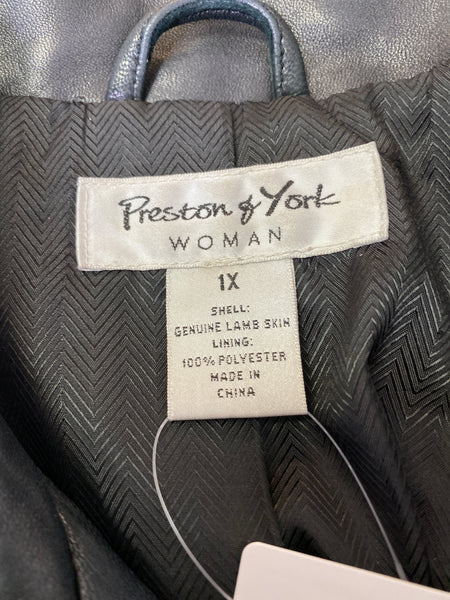 Preston & York
WOMAN
1X
SHELL:
GENUINE LAMB SKIN
LINING:
100% POLYESTER
MADE IN
CHINA